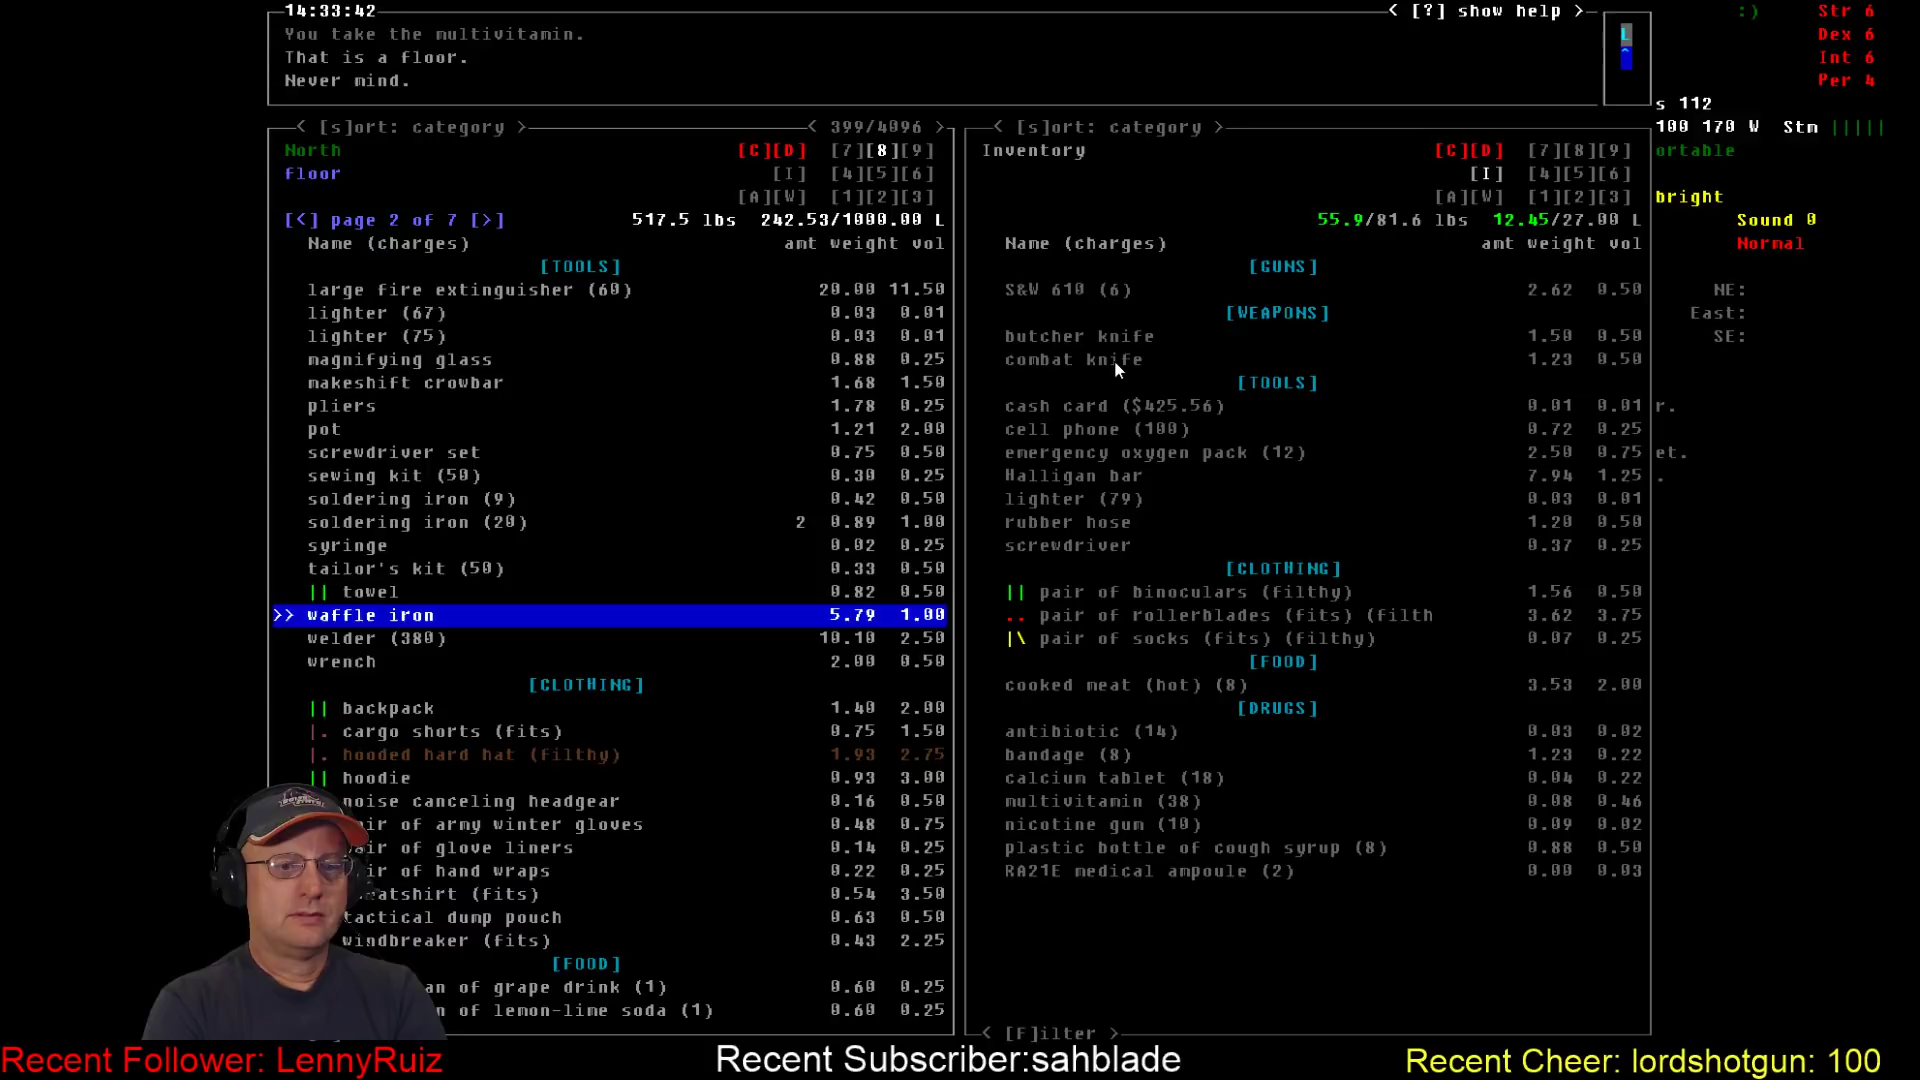 14:33:42
< [?] show help >
You take the multivitamin.
That is a floor.
Never mind.
L
^
:)
Str 6
Dex 6
Int 6
Per 4
s 112
100 170 W Stm |||||
ortable
bright
Sound 0
Normal
NE:
East:
SE:
r.
et.
.
< [s]ort: category >
< 399/4096 >
North
[C][D] [7][8][9]
floor
[I] [4][5][6]
[A][W] [1][2][3]
[<] page 2 of 7 [>] 517.5 lbs 242.53/1000.00 L
Name (charges) amt weight vol
[TOOLS]
large fire extinguisher (60) 20.00 11.50
lighter (67) 0.03 0.01
lighter (75) 0.03 0.01
magnifying glass 0.88 0.25
makeshift crowbar 1.68 1.50
pliers 1.78 0.25
pot 1.21 2.00
screwdriver set 0.75 0.50
sewing kit (50) 0.30 0.25
soldering iron (9) 0.42 0.50
soldering iron (20) 2 0.89 1.00
syringe 0.02 0.25
tailor's kit (50) 0.33 0.50
|| towel 0.82 0.50
>> waffle iron 5.79 1.00
welder (380) 10.10 2.50
wrench 2.00 0.50
[CLOTHING]
|| backpack 1.40 2.00
|. cargo shorts (fits) 0.75 1.50
|. hooded hard hat (filthy) 1.93 2.75
|| hoodie 0.93 3.00
noise canceling headgear 0.16 0.50
air of army winter gloves 0.48 0.75
air of glove liners 0.14 0.25
ir of hand wraps 0.22 0.25
eatshirt (fits) 0.54 3.50
tactical dump pouch 0.63 0.50
windbreaker (fits) 0.43 2.25
[FOOD]
an of grape drink (1) 0.60 0.25
n of lemon-lime soda (1) 0.60 0.25
< [s]ort: category >
Inventory
[C][D] [7][8][9]
[I] [4][5][6]
[A][W] [1][2][3]
55.9/81.6 lbs 12.45/27.00 L
Name (charges) amt weight vol
[GUNS]
S&W 610 (6) 2.62 0.50
[WEAPONS]
butcher knife 1.50 0.50
combat knife 1.23 0.50
[TOOLS]
cash card ($425.56) 0.01 0.01
cell phone (100) 0.72 0.25
emergency oxygen pack (12) 2.50 0.75
Halligan bar 7.94 1.25
lighter (79) 0.03 0.01
rubber hose 1.20 0.50
screwdriver 0.37 0.25
[CLOTHING]
|| pair of binoculars (filthy) 1.56 0.50
.. pair of rollerblades (fits) (filth 3.62 3.75
|\ pair of socks (fits) (filthy) 0.07 0.25
[FOOD]
cooked meat (hot) (8) 3.53 2.00
[DRUGS]
antibiotic (14) 0.03 0.02
bandage (8) 1.23 0.22
calcium tablet (18) 0.04 0.22
multivitamin (38) 0.08 0.46
nicotine gum (10) 0.09 0.02
plastic bottle of cough syrup (8) 0.88 0.50
RA21E medical ampoule (2) 0.00 0.03
< [F]ilter >
Recent Follower: LennyRuiz
Recent Subscriber:sahblade
Recent Cheer: lordshotgun: 100